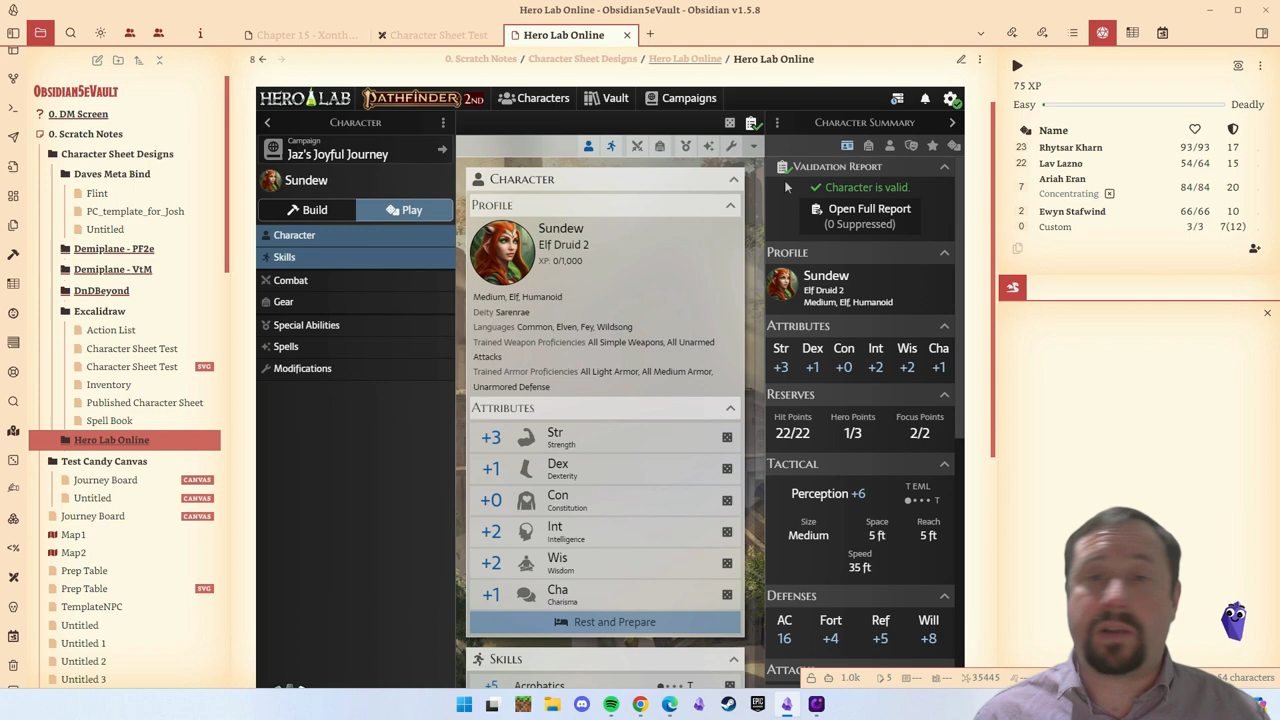 Hero Lab Online - Obsidian5eVault - Obsidian v1.5.8
Chapter 15 - Xonth...
Character Sheet Test
Hero Lab Online
8
0. Scratch Notes / Character Sheet Designs / Hero Lab Online / Hero Lab Online
Obsidian5eVault
0. DM Screen
0. Scratch Notes
Character Sheet Designs
Daves Meta Bind
Flint
PC_template_for_Josh
Untitled
Demiplane - PF2e
Demiplane - VtM
DnDBeyond
Excalidraw
Action List
Character Sheet Test
Character Sheet Test SVG
Inventory
Published Character Sheet
Spell Book
Hero Lab Online
Test Candy Canvas
Journey Board CANVAS
Untitled CANVAS
Journey Board CANVAS
Map1
Map2
Prep Table
Prep Table SVG
TemplateNPC
Untitled
Untitled 1
Untitled 2
Untitled 3
HERO LAB PATHFINDER 2ND Characters Vault Campaigns
CHARACTER
Campaign
Jaz's Joyful Journey
Sundew
Build Play
Character
Skills
Combat
Gear
Special Abilities
Spells
Modifications
CHARACTER
PROFILE
Sundew
Elf Druid 2
XP: 0/1,000
Medium, Elf, Humanoid
Deity Sarenrae
Languages Common, Elven, Fey, Wildsong
Trained Weapon Proficiencies All Simple Weapons, All Unarmed
Attacks
Trained Armor Proficiencies All Light Armor, All Medium Armor,
Unarmored Defense
ATTRIBUTES
+3 Str
Strength
+1 Dex
Dexterity
+0 Con
Constitution
+2 Int
Intelligence
+2 Wis
Wisdom
+1 Cha
Charisma
Rest and Prepare
SKILLS
+5 Acrobatics T
CHARACTER SUMMARY
VALIDATION REPORT
Character is valid.
Open Full Report
(0 Suppressed)
PROFILE
Sundew
Elf Druid 2
Medium, Elf, Humanoid
ATTRIBUTES
Str Dex Con Int Wis Cha
+3 +1 +0 +2 +2 +1
RESERVES
Hit Points Hero Points Focus Points
22/22 1/3 2/2
TACTICAL
Perception +6
T EML
T
Size Space Reach
Medium 5 ft 5 ft
Speed
35 ft
DEFENSES
AC Fort Ref Will
16 +4 +5 +8
75 XP
Easy Deadly
Name
23 Rhytsar Kharn 93/93 17
22 Lav Lazno 54/64 15
7 Ariah Eran 84/84 20
Concentrating
2 Ewyn Stafwind 66/66 10
0 Custom 3/3 7(12)
1.0k 5 --- --- 35445
54 characters
EPIC